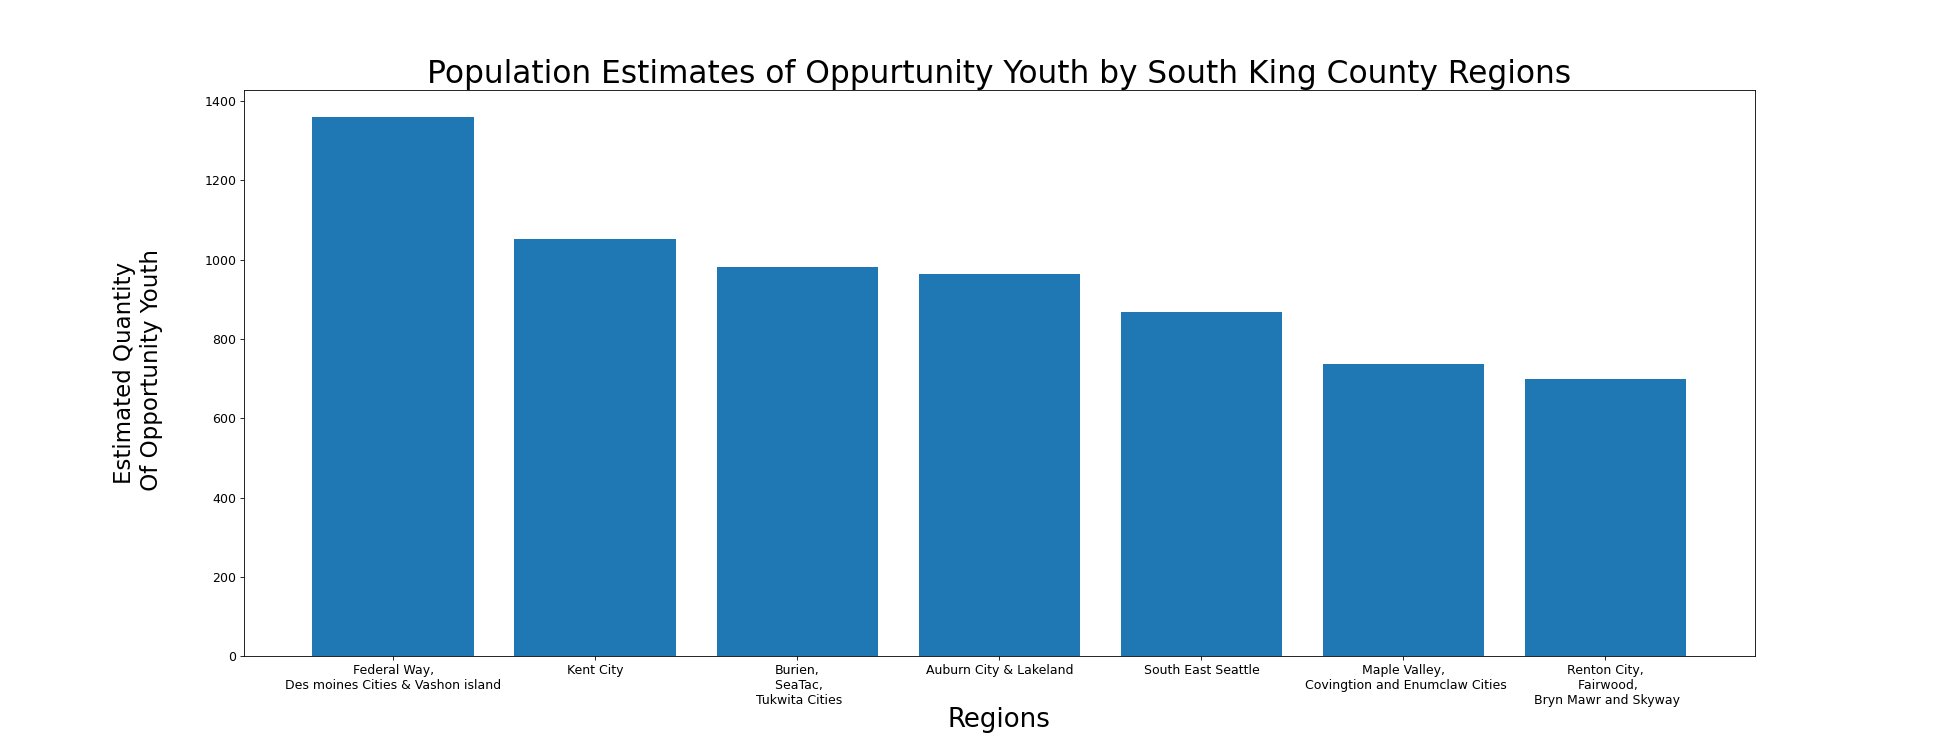 Population Estimates of Oppurtunity Youth by South King County Regions
Estimated Quantity
Of Opportunity Youth
1400
1200
1000
800
600
400
200
0
Federal Way,
Des moines Cities & Vashon island
Kent City
Burien,
SeaTac,
Tukwita Cities
Auburn City & Lakeland
South East Seattle
Maple Valley,
Covingtion and Enumclaw Cities
Renton City,
Fairwood,
Bryn Mawr and Skyway
Regions